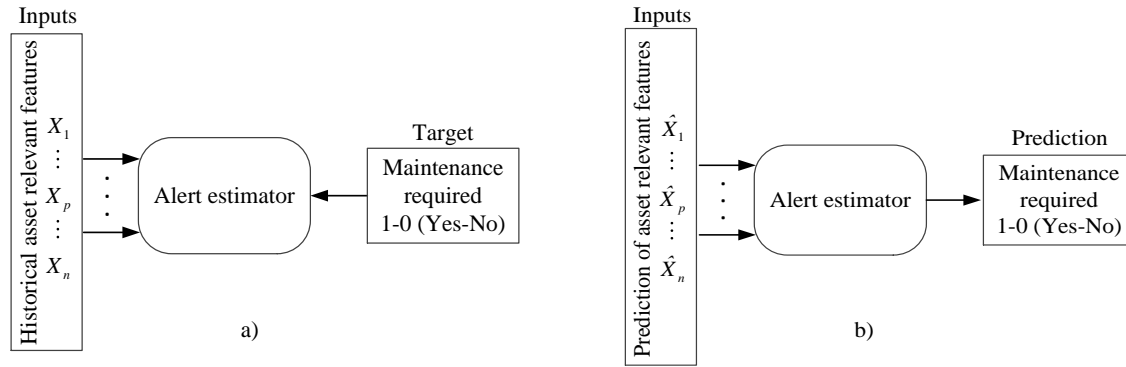 Inputs
Historical asset relevant features
X1
⋮
Xp
⋮
Xn
Alert estimator
Target
Maintenance
required
1-0 (Yes-No)
a)
Inputs
Prediction of asset relevant features
X̂1
⋮
X̂p
⋮
X̂n
Alert estimator
Prediction
Maintenance
required
1-0 (Yes-No)
b)